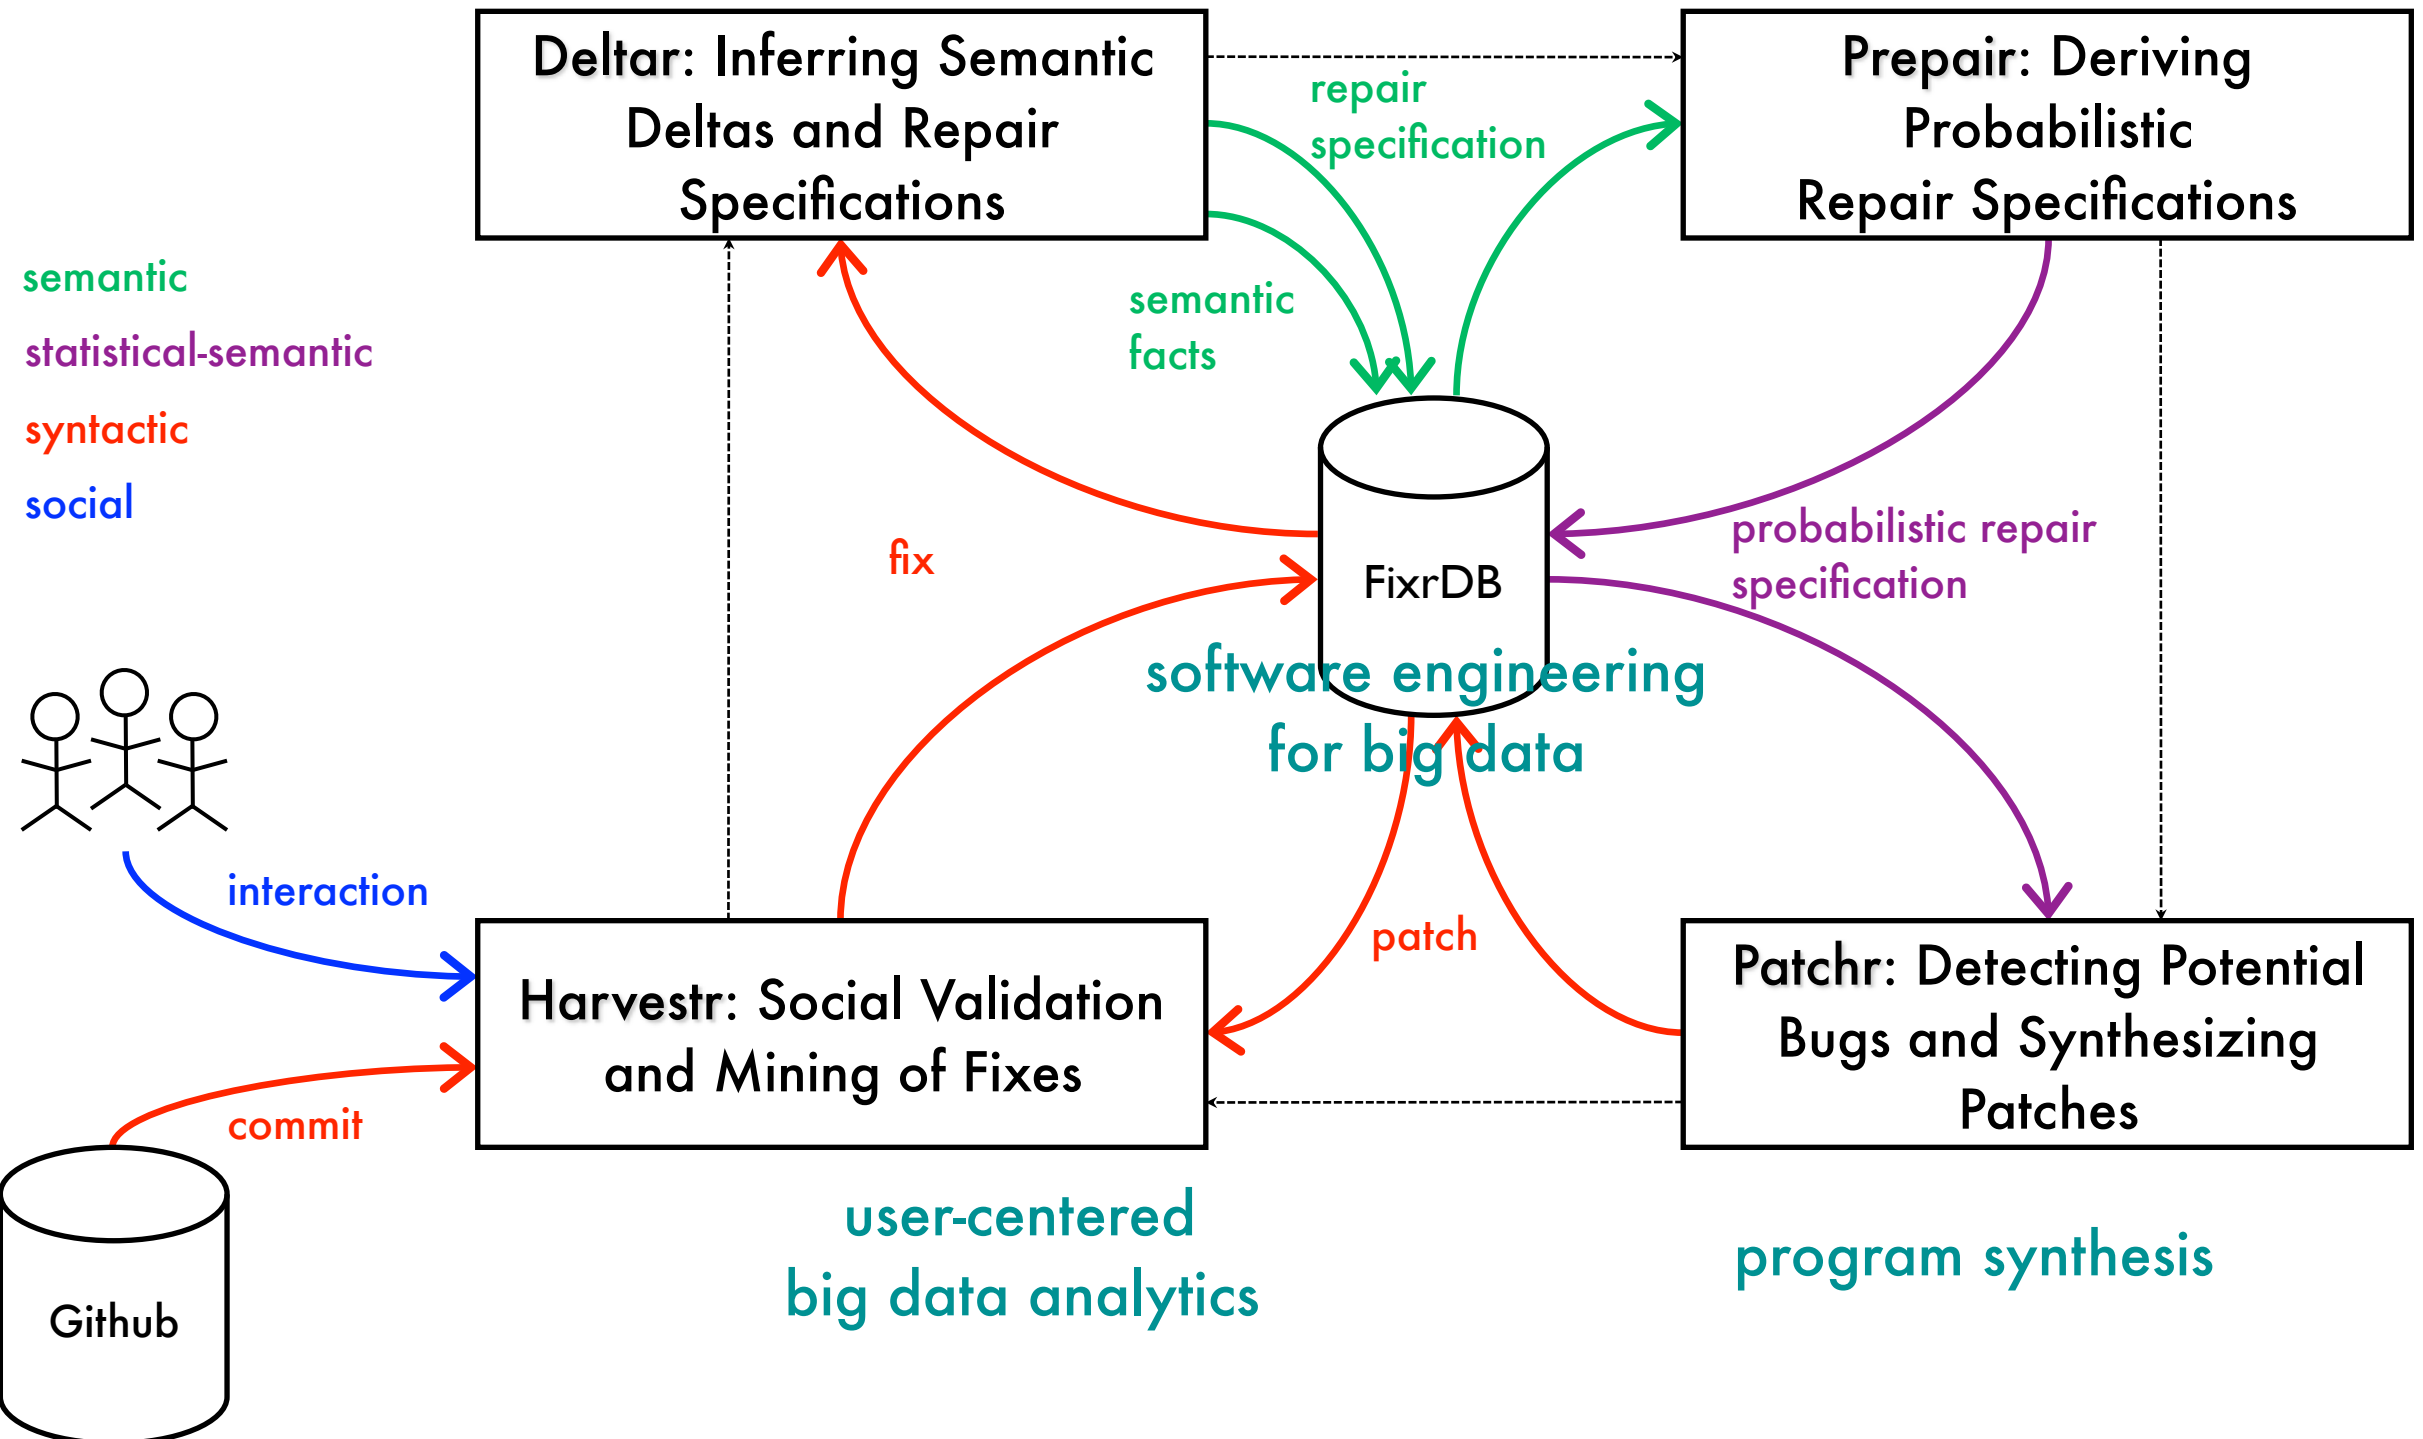 Deltar: Inferring Semantic
Deltas and Repair
Specifications
Prepair: Deriving
Probabilistic
Repair Specifications
repair
specification
semantic
statistical-semantic
syntactic
social
semantic
facts
fix
probabilistic repair
specification
FixrDB
software engineering
for big data
interaction
patch
Harvestr: Social Validation
and Mining of Fixes
Patchr: Detecting Potential
Bugs and Synthesizing
Patches
commit
Github
user-centered
big data analytics
program synthesis